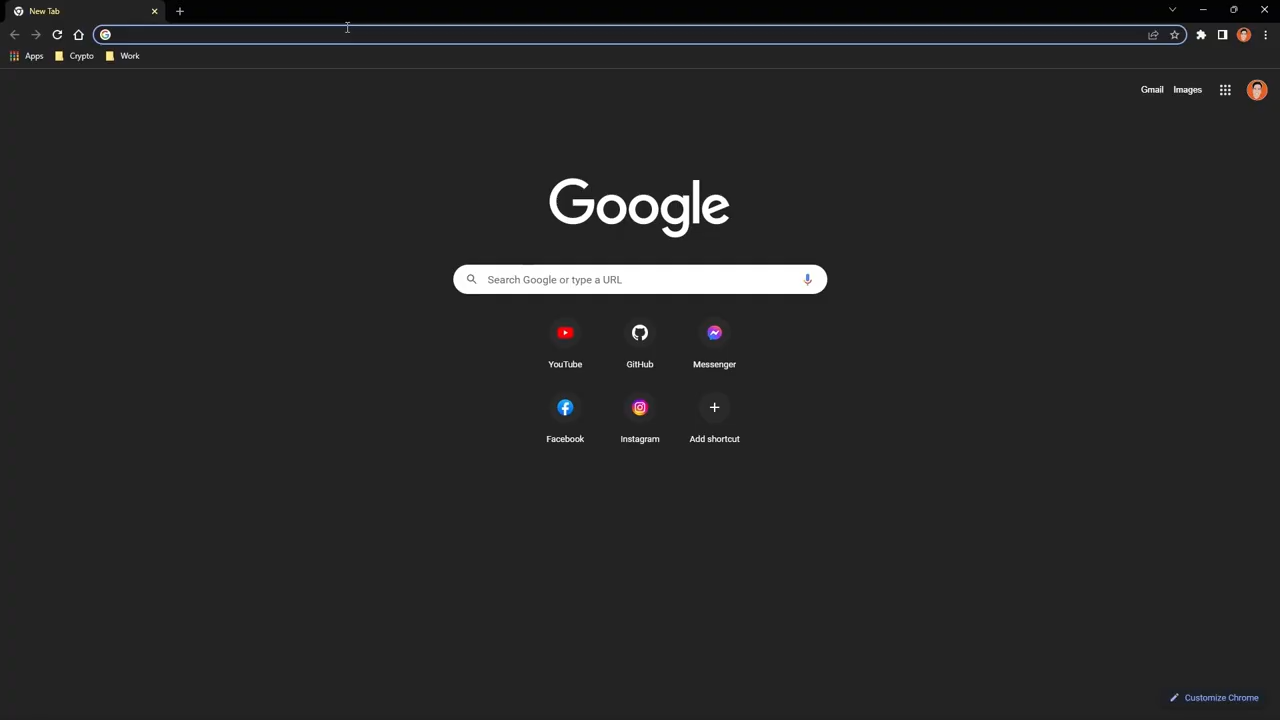 New Tab
Apps Crypto Work
Gmail Images
Google
Search Google or type a URL
YouTube GitHub Messenger
Facebook Instagram Add shortcut
Customize Chrome